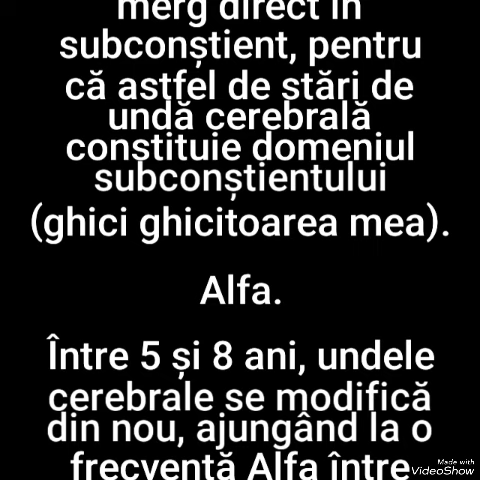 merg direct în
subconștient, pentru
că astfel de stări de
undă cerebrală
constituie domeniul
subconștientului
(ghici ghicitoarea mea).
Alfa.
Între 5 și 8 ani, undele
cerebrale se modifică
din nou, ajungând la o
frecvență Alfa între
Made with
VideoShow